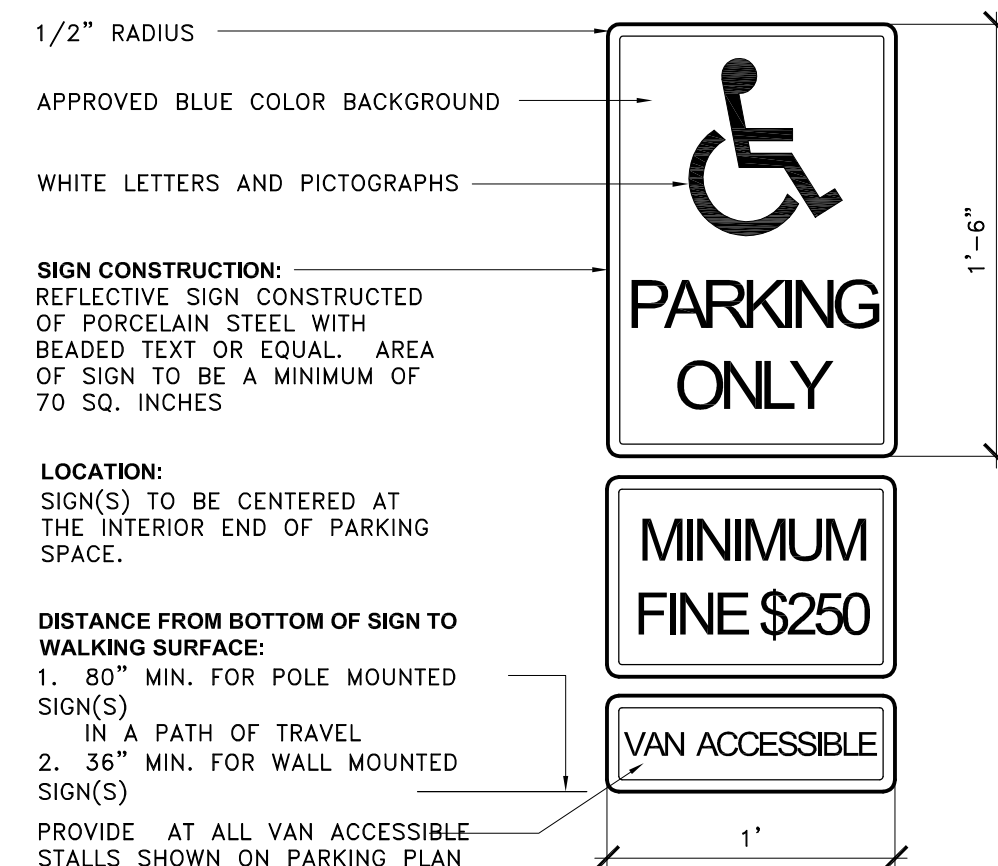 1/2” RADIUS
APPROVED BLUE COLOR BACKGROUND
WHITE LETTERS AND PICTOGRAPHS
SIGN CONSTRUCTION:
REFLECTIVE SIGN CONSTRUCTED
OF PORCELAIN STEEL WITH
BEADED TEXT OR EQUAL. AREA
OF SIGN TO BE A MINIMUM OF
70 SQ. INCHES
LOCATION:
SIGN(S) TO BE CENTERED AT
THE INTERIOR END OF PARKING
SPACE.
DISTANCE FROM BOTTOM OF SIGN TO
WALKING SURFACE:
1. 80” MIN. FOR POLE MOUNTED
SIGN(S)
IN A PATH OF TRAVEL
2. 36” MIN. FOR WALL MOUNTED
SIGN(S)
PROVIDE AT ALL VAN ACCESSIBLE
STALLS SHOWN ON PARKING PLAN
PARKING
ONLY
1’-6”
MINIMUM
FINE $250
VAN ACCESSIBLE
1’